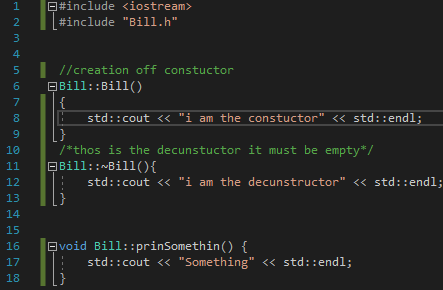 1 #include <iostream>
2 #include "Bill.h"
3
4
5 //creation off constuctor
6 Bill::Bill()
7 {
8 std::cout << "i am the constuctor" << std::endl;
9 }
10 /*thos is the decunstuctor it must be empty*/
11 Bill::~Bill(){
12 std::cout << "i am the decunstructor" << std::endl;
13 }
14
15
16 void Bill::prinSomethin() {
17 std::cout << "Something" << std::endl;
18 }